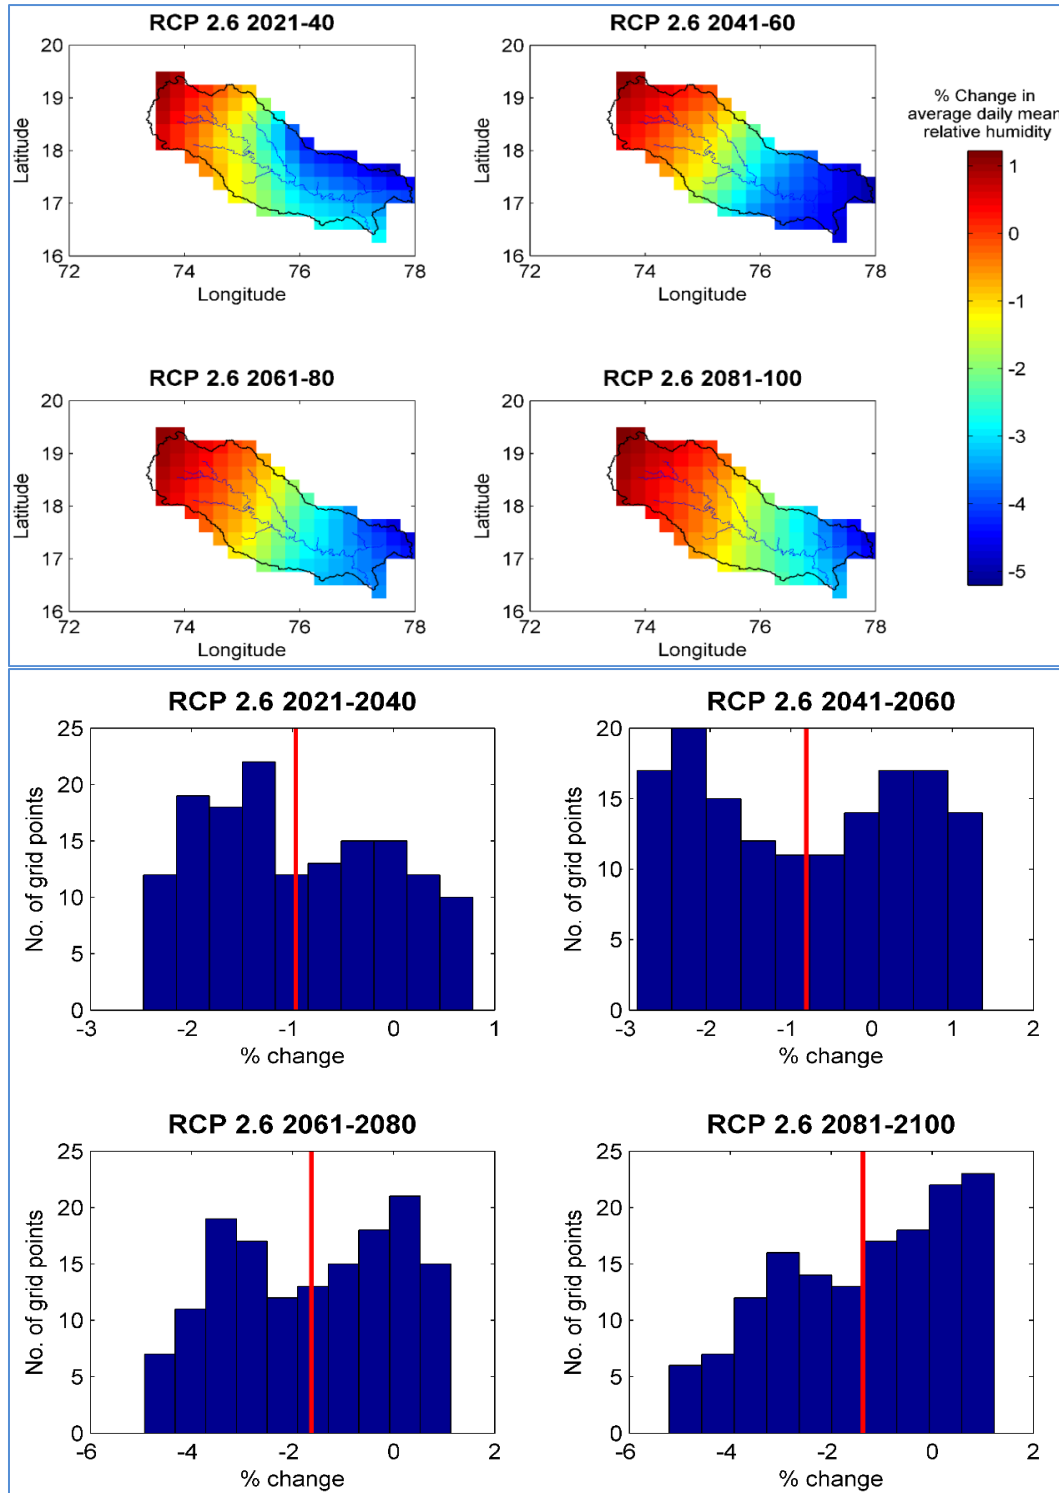 RCP 2.6 2021-40
20
19
18
17
16
Latitude
72 74 76 78
Longitude
RCP 2.6 2041-60
20
19
18
17
16
Latitude
72 74 76 78
Longitude
% Change in
average daily mean
relative humidity
1
0
-1
-2
-3
-4
-5
RCP 2.6 2061-80
20
19
18
17
16
Latitude
72 74 76 78
Longitude
RCP 2.6 2081-100
20
19
18
17
16
Latitude
72 74 76 78
Longitude
RCP 2.6 2021-2040
25
20
15
10
5
0
No. of grid points
-3 -2 -1 0 1
% change
RCP 2.6 2041-2060
20
15
10
5
0
No. of grid points
-3 -2 -1 0 1 2
% change
RCP 2.6 2061-2080
25
20
15
10
5
0
No. of grid points
-6 -4 -2 0 2
% change
RCP 2.6 2081-2100
25
20
15
10
5
0
No. of grid points
-6 -4 -2 0 2
% change